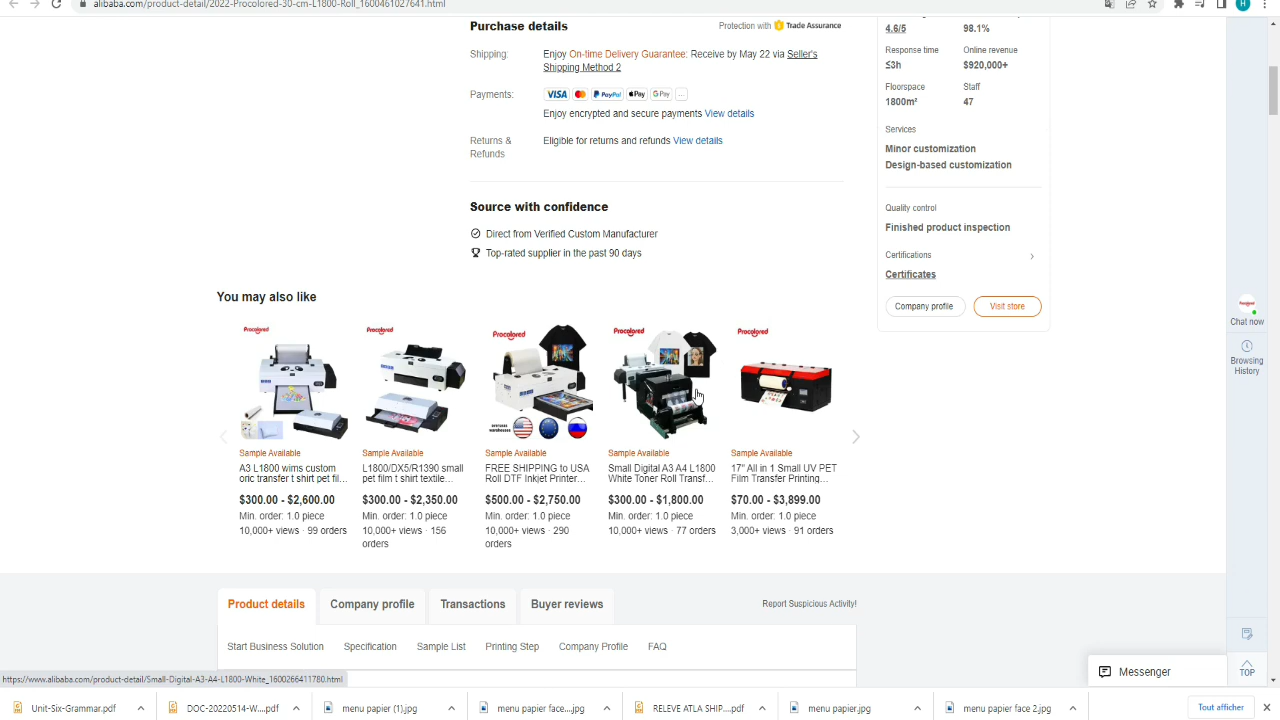 alibaba.com/product-detail/2022-Procolored-30-cm-L1800-Roll_1600461027641.html
H
Purchase details
Protection with Trade Assurance
Shipping:
Enjoy On-time Delivery Guarantee: Receive by May 22 via Seller's
Shipping Method 2
Payments:
VISA PayPal Pay G Pay ...
Enjoy encrypted and secure payments View details
Returns &
Refunds
Eligible for returns and refunds View details
Source with confidence
Direct from Verified Custom Manufacturer
Top-rated supplier in the past 90 days
4.6/5
98.1%
Response time
Online revenue
≤3h
$920,000+
Floorspace
Staff
1800m²
47
Services
Minor customization
Design-based customization
Quality control
Finished product inspection
Certifications
Certificates
Company profile
Visit store
Chat now
Browsing
History
You may also like
Procolored
Procolored
Procolored
Procolored
Procolored
Sample Available
A3 L1800 wims custom
oric transfer t shirt pet fil...
$300.00 - $2,600.00
Min. order: 1.0 piece
10,000+ views · 99 orders
Sample Available
L1800/DX5/R1390 small
pet film t shirt textile...
$300.00 - $2,350.00
Min. order: 1.0 piece
10,000+ views · 156
orders
Sample Available
FREE SHIPPING to USA
Roll DTF Inkjet Printer...
$500.00 - $2,750.00
Min. order: 1.0 piece
10,000+ views · 290
orders
Sample Available
Small Digital A3 A4 L1800
White Toner Roll Transf...
$300.00 - $1,800.00
Min. order: 1.0 piece
10,000+ views · 77 orders
Sample Available
17" All in 1 Small UV PET
Film Transfer Printing...
$70.00 - $3,899.00
Min. order: 1.0 piece
3,000+ views · 91 orders
Product details
Company profile
Transactions
Buyer reviews
Report Suspicious Activity!
Start Business Solution
Specification
Sample List
Printing Step
Company Profile
FAQ
https://www.alibaba.com/product-detail/Small-Digital-A3-A4-L1800-White_1600266411780.html
Messenger
TOP
Unit-Six-Grammar.pdf
DOC-20220514-W....pdf
menu papier (1).jpg
menu papier face....jpg
RELEVE ATLA SHIP....pdf
menu papier.jpg
menu papier face 2.jpg
Tout afficher